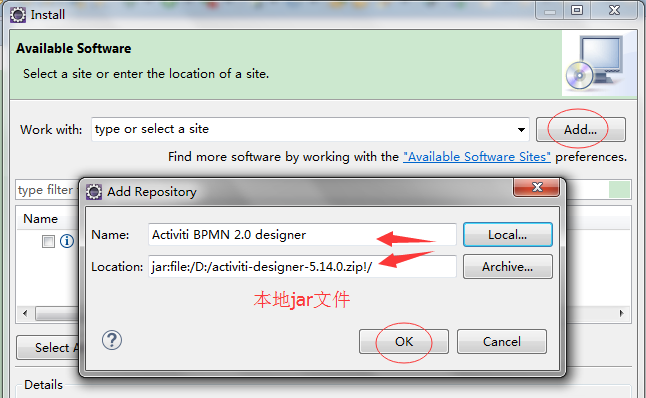 Install
Available Software
Select a site or enter the location of a site.
Work with: type or select a site Add...
Find more software by working with the "Available Software Sites" preferences.
type filter
Name
Add Repository
Name: Activiti BPMN 2.0 designer Local...
Location: jar:file:/D:/activiti-designer-5.14.0.zip!/ Archive...
本地jar文件
OK Cancel
Select A
Details